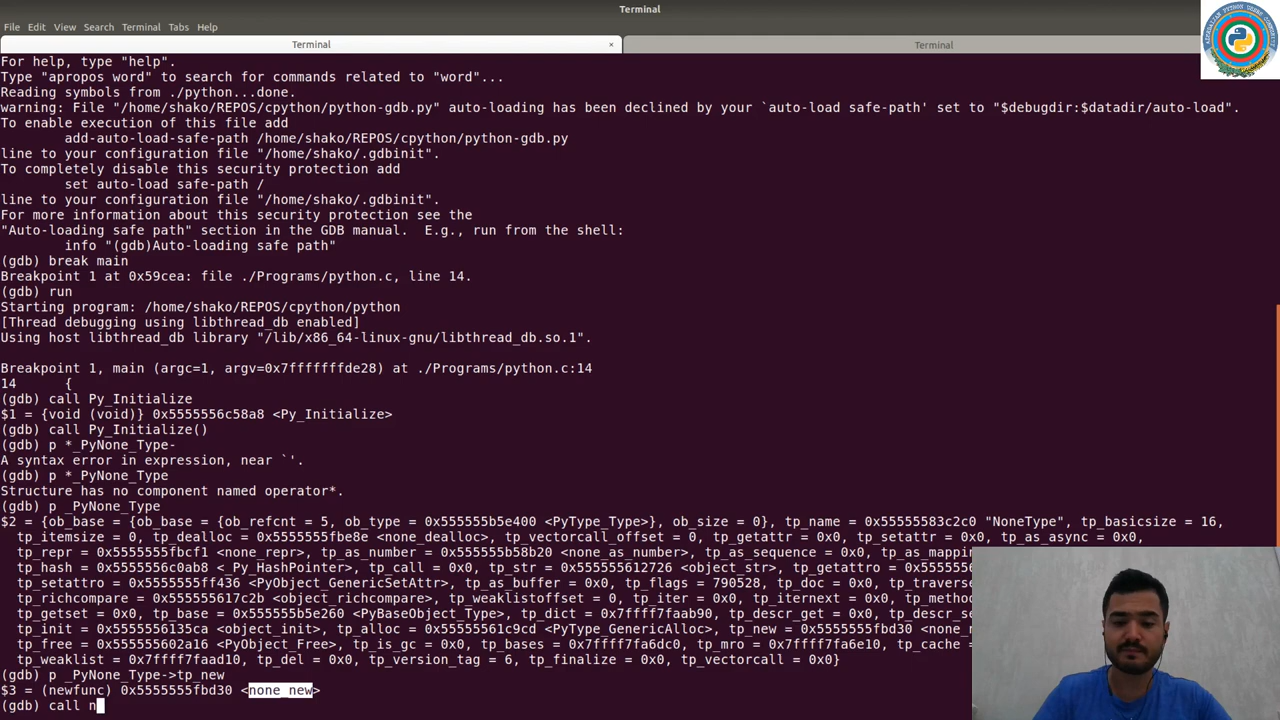 Terminal
File Edit View Search Terminal Tabs Help
Terminal × Terminal
For help, type "help".
Type "apropos word" to search for commands related to "word"...
Reading symbols from ./python...done.
warning: File "/home/shako/REPOS/cpython/python-gdb.py" auto-loading has been declined by your `auto-load safe-path' set to "$debugdir:$datadir/auto-load".
To enable execution of this file add
add-auto-load-safe-path /home/shako/REPOS/cpython/python-gdb.py
line to your configuration file "/home/shako/.gdbinit".
To completely disable this security protection add
set auto-load safe-path /
line to your configuration file "/home/shako/.gdbinit".
For more information about this security protection see the
"Auto-loading safe path" section in the GDB manual.  E.g., run from the shell:
info "(gdb)Auto-loading safe path"
(gdb) break main
Breakpoint 1 at 0x59cea: file ./Programs/python.c, line 14.
(gdb) run
Starting program: /home/shako/REPOS/cpython/python
[Thread debugging using libthread_db enabled]
Using host libthread_db library "/lib/x86_64-linux-gnu/libthread_db.so.1".
Breakpoint 1, main (argc=1, argv=0x7fffffffde28) at ./Programs/python.c:14
14 {
(gdb) call Py_Initialize
$1 = {void (void)} 0x5555556c58a8 <Py_Initialize>
(gdb) call Py_Initialize()
(gdb) p *_PyNone_Type-
A syntax error in expression, near `'.
(gdb) p *_PyNone_Type
Structure has no component named operator*.
(gdb) p _PyNone_Type
$2 = {ob_base = {ob_base = {ob_refcnt = 5, ob_type = 0x555555b5e400 <PyType_Type>}, ob_size = 0}, tp_name = 0x55555583c2c0 "NoneType", tp_basicsize = 16,
tp_itemsize = 0, tp_dealloc = 0x5555555fbe8e <none_dealloc>, tp_vectorcall_offset = 0, tp_getattr = 0x0, tp_setattr = 0x0, tp_as_async = 0x0,
tp_repr = 0x5555555fbcf1 <none_repr>, tp_as_number = 0x555555b58b20 <none_as_number>, tp_as_sequence = 0x0, tp_as_mappin
tp_hash = 0x5555556c0ab8 <_Py_HashPointer>, tp_call = 0x0, tp_str = 0x555555612726 <object_str>, tp_getattro = 0x555555
tp_setattro = 0x5555555ff436 <PyObject_GenericSetAttr>, tp_as_buffer = 0x0, tp_flags = 790528, tp_doc = 0x0, tp_traverse
tp_richcompare = 0x555555617c2b <object_richcompare>, tp_weaklistoffset = 0, tp_iter = 0x0, tp_iternext = 0x0, tp_metho
tp_getset = 0x0, tp_base = 0x555555b5e260 <PyBaseObject_Type>, tp_dict = 0x7ffff7faab90, tp_descr_get = 0x0, tp_descr_se
tp_init = 0x5555556135ca <object_init>, tp_alloc = 0x55555561c9cd <PyType_GenericAlloc>, tp_new = 0x5555555fbd30 <none_n
tp_free = 0x555555602a16 <PyObject_Free>, tp_is_gc = 0x0, tp_bases = 0x7ffff7fa6dc0, tp_mro = 0x7ffff7fa6e10, tp_cache =
tp_weaklist = 0x7ffff7faad10, tp_del = 0x0, tp_version_tag = 6, tp_finalize = 0x0, tp_vectorcall = 0x0}
(gdb) p _PyNone_Type->tp_new
$3 = (newfunc) 0x5555555fbd30 <none_new>
(gdb) call n
AZERBAIJAN PYTHON USERS COMMUNITY